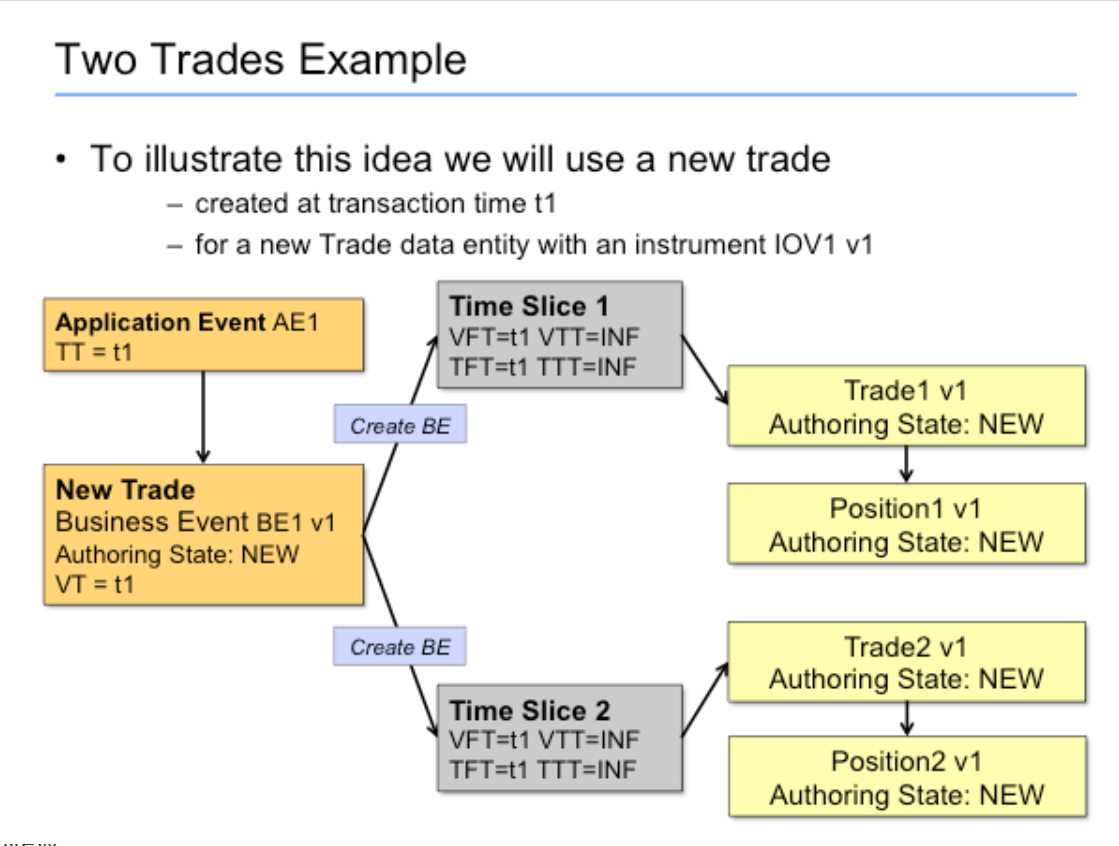 Two Trades Example
• To illustrate this idea we will use a new trade
– created at transaction time t1
– for a new Trade data entity with an instrument IOV1 v1
Application Event AE1
TT = t1
New Trade
Business Event BE1 v1
Authoring State: NEW
VT = t1
Create BE
Create BE
Time Slice 1
VFT=t1 VTT=INF
TFT=t1 TTT=INF
Trade1 v1
Authoring State: NEW
Position1 v1
Authoring State: NEW
Time Slice 2
VFT=t1 VTT=INF
TFT=t1 TTT=INF
Trade2 v1
Authoring State: NEW
Position2 v1
Authoring State: NEW